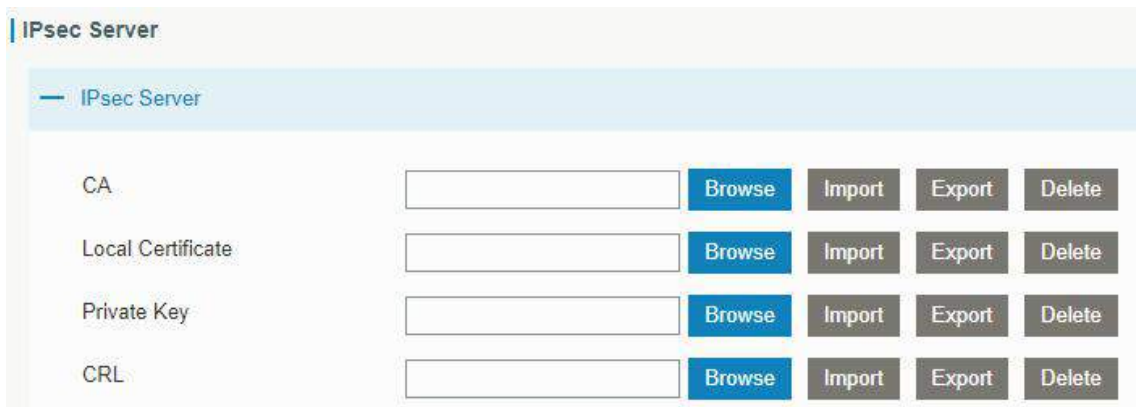 IPsec Server
IPsec Server
CA Browse Import Export Delete
Local Certificate Browse Import Export Delete
Private Key Browse Import Export Delete
CRL Browse Import Export Delete